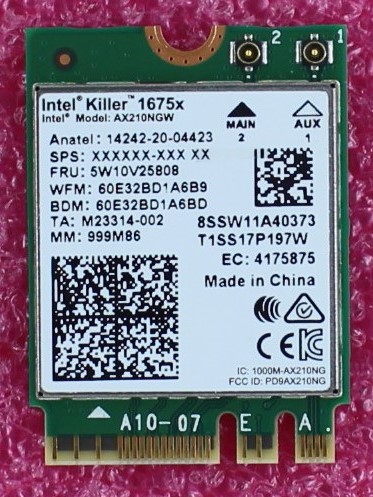 2 1
Intel® Killer™ 1675x
Intel® Model: AX210NGW
MAIN AUX
2 1
Anatel: 14242-20-04423
SPS: XXXXXX-XXX XX
FRU: 5W10V25808
WFM: 60E32BD1A6B9
BDM: 60E32BD1A6BD
TA: M23314-002
8SSW11A40373
MM: 999M86
T1SS17P197W
EC: 4175875
Made in China
CCC
CE
IC: 1000M-AX210NG
FCC ID: PD9AX210NG
A10-07 E A.